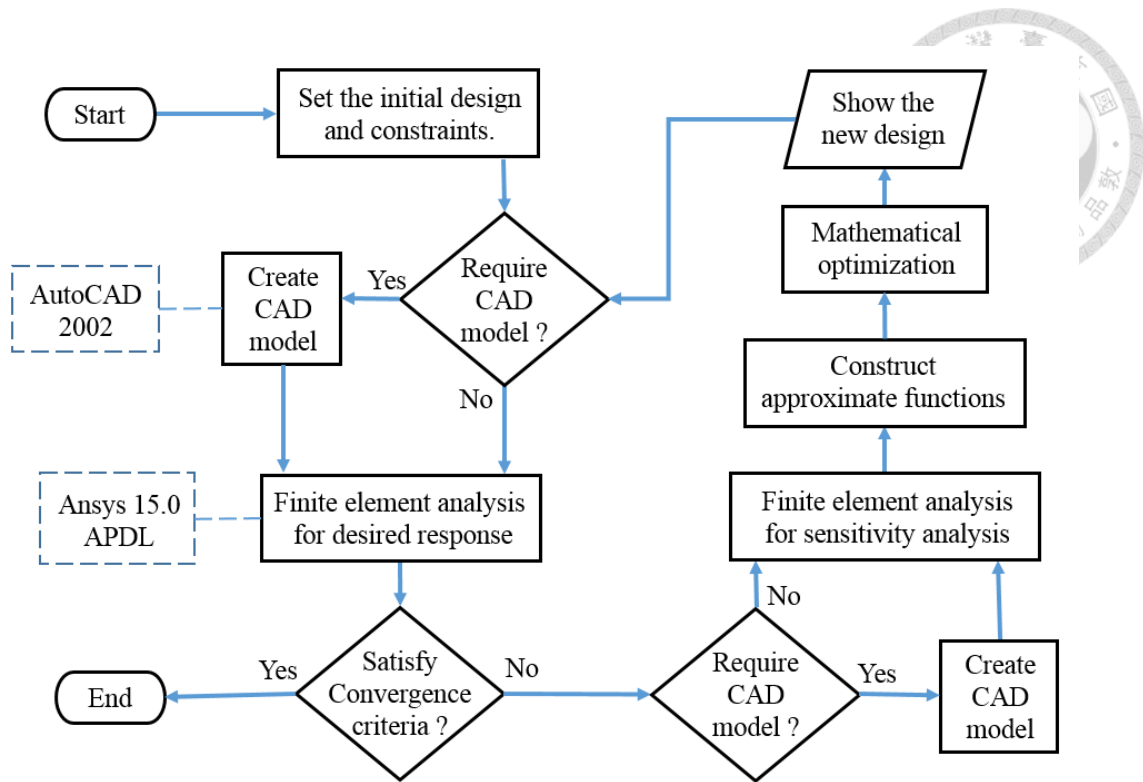 Start
Set the initial design
and constraints.
Show the
new design
Require
CAD
model ?
Yes
No
Create
CAD
model
AutoCAD
2002
Mathematical
optimization
Construct
approximate functions
Ansys 15.0
APDL
Finite element analysis
for desired response
Finite element analysis
for sensitivity analysis
Satisfy
Convergence
criteria ?
Yes
No
End
Require
CAD
model ?
No
Yes
Create
CAD
model